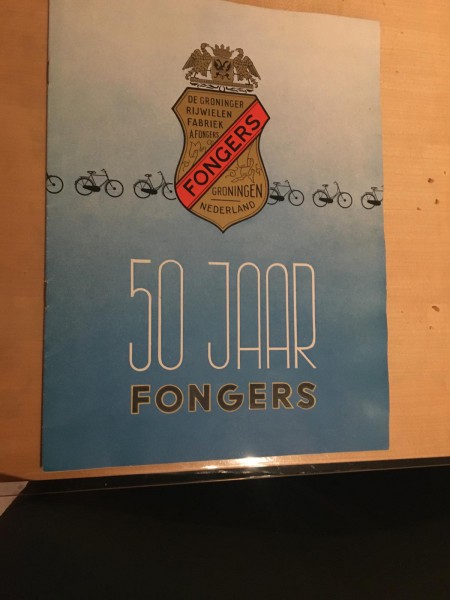 DE GRONINGER
RIJWIELEN
FABRIEK
A. FONGERS
FONGERS
GRONINGEN
NEDERLAND
50 JAAR
FONGERS